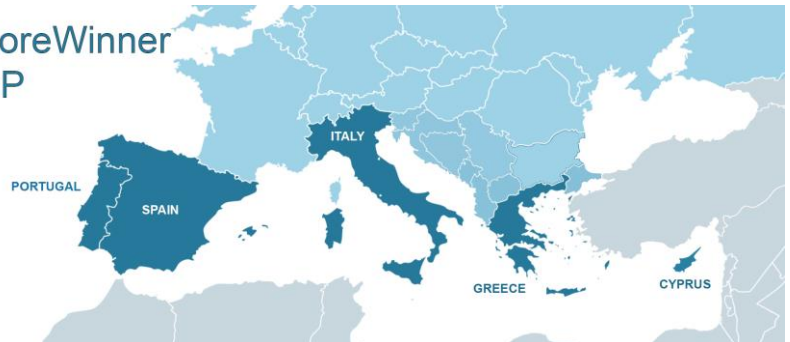 oreWinner
P
ITALY
PORTUGAL
SPAIN
GREECE
CYPRUS